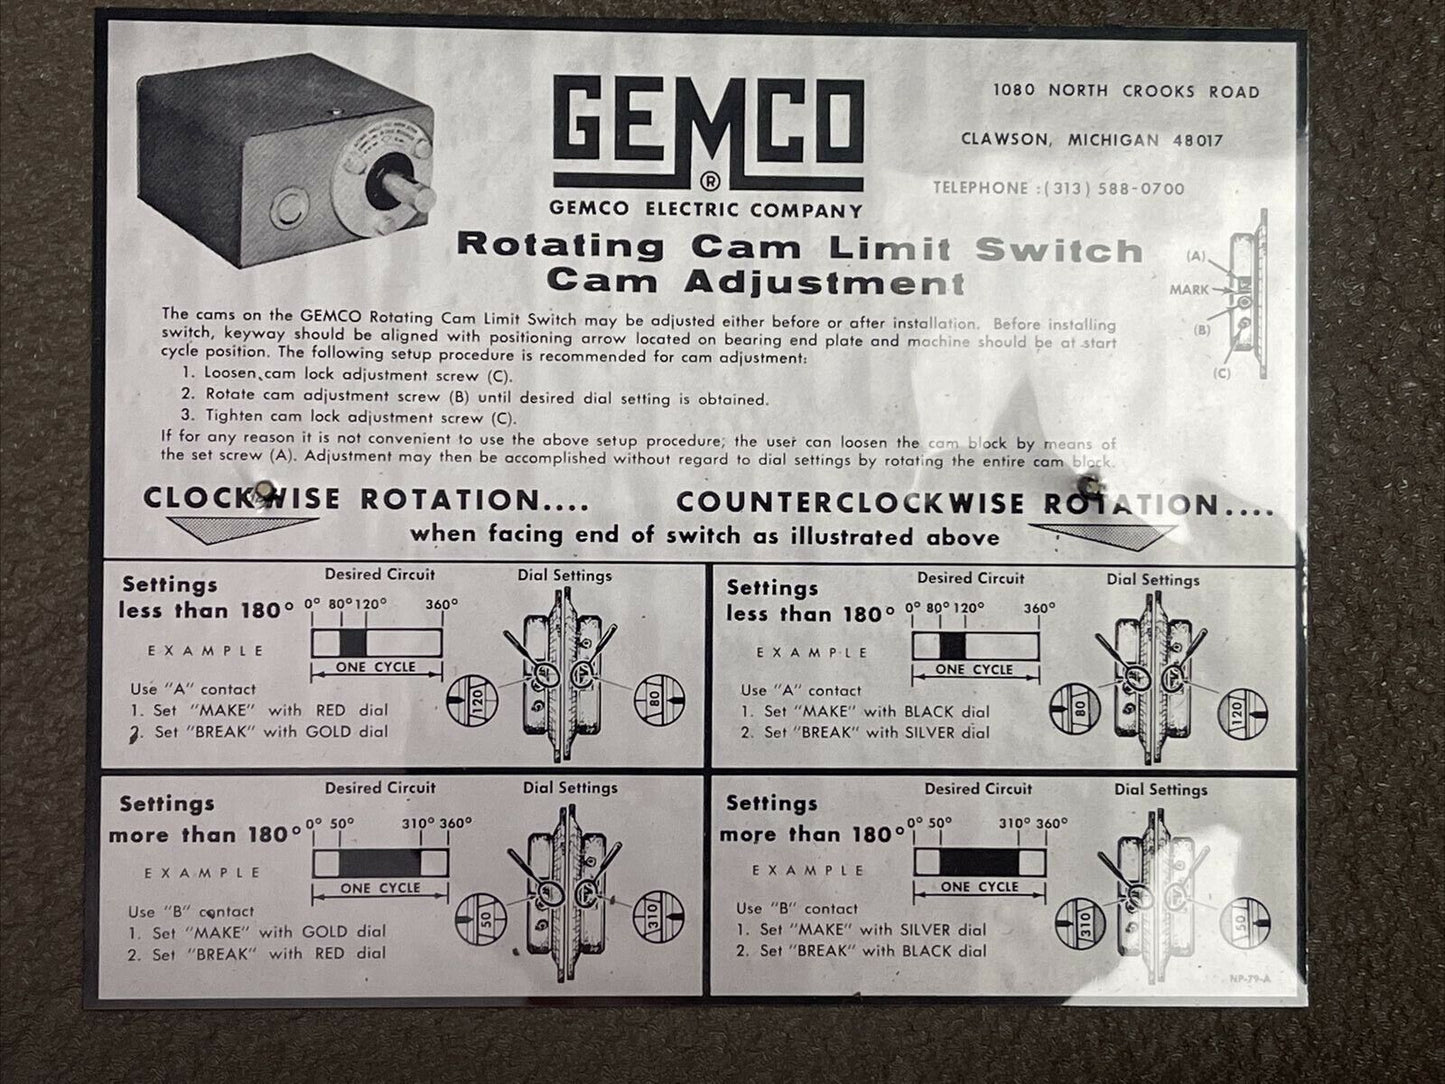 GEMCO
®
GEMCO ELECTRIC COMPANY
1080 NORTH CROOKS ROAD
CLAWSON, MICHIGAN 48017
TELEPHONE :(313) 588-0700
Rotating Cam Limit Switch
Cam Adjustment
(A)
MARK
(B)
(C)
The cams on the GEMCO Rotating Cam Limit Switch may be adjusted either before or after installation. Before installing
switch, keyway should be aligned with positioning arrow located on bearing end plate and machine should be at start
cycle position. The following setup procedure is recommended for cam adjustment:
1. Loosen cam lock adjustment screw (C).
2. Rotate cam adjustment screw (B) until desired dial setting is obtained.
3. Tighten cam lock adjustment screw (C).
If for any reason it is not convenient to use the above setup procedure, the user can loosen the cam block by means of
the set screw (A). Adjustment may then be accomplished without regard to dial settings by rotating the entire cam block.
CLOCKWISE ROTATION....
COUNTERCLOCKWISE ROTATION....
when facing end of switch as illustrated above
Settings
less than 180°
EXAMPLE
Use "A" contact
1. Set "MAKE" with RED dial
2. Set "BREAK" with GOLD dial
Desired Circuit
0° 80° 120° 360°
ONE CYCLE
Dial Settings
120
80
Settings
less than 180°
EXAMPLE
Use "A" contact
1. Set "MAKE" with BLACK dial
2. Set "BREAK" with SILVER dial
Desired Circuit
0° 80° 120° 360°
ONE CYCLE
Dial Settings
80
120
Settings
more than 180°
EXAMPLE
Use "B" contact
1. Set "MAKE" with GOLD dial
2. Set "BREAK" with RED dial
Desired Circuit
0° 50° 310° 360°
ONE CYCLE
Dial Settings
50
310
Settings
more than 180°
EXAMPLE
Use "B" contact
1. Set "MAKE" with SILVER dial
2. Set "BREAK" with BLACK dial
Desired Circuit
0° 50° 310° 360°
ONE CYCLE
Dial Settings
310
50
NP-79-A